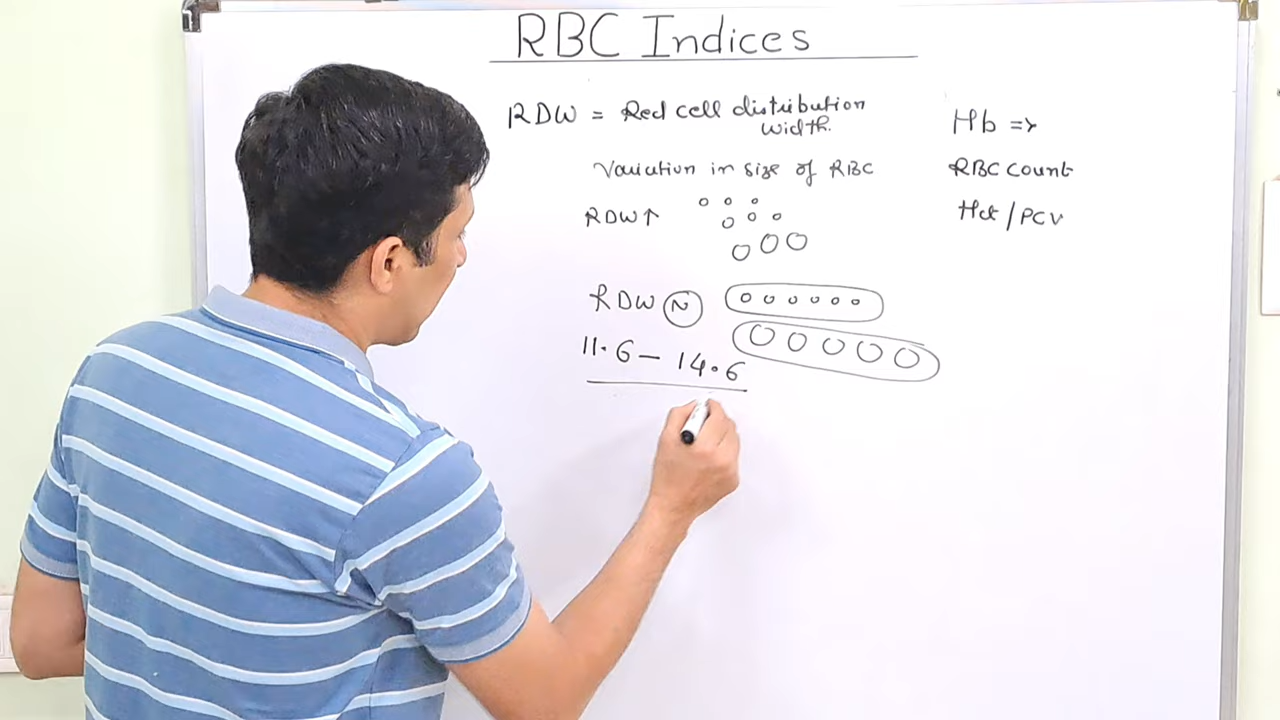 RBC Indices
RDW = Red cell distribution
width.
Variation in size of RBC
RDW↑
RDW N
11.6 - 14.6
Hb =>
RBC count
Hct / PCV